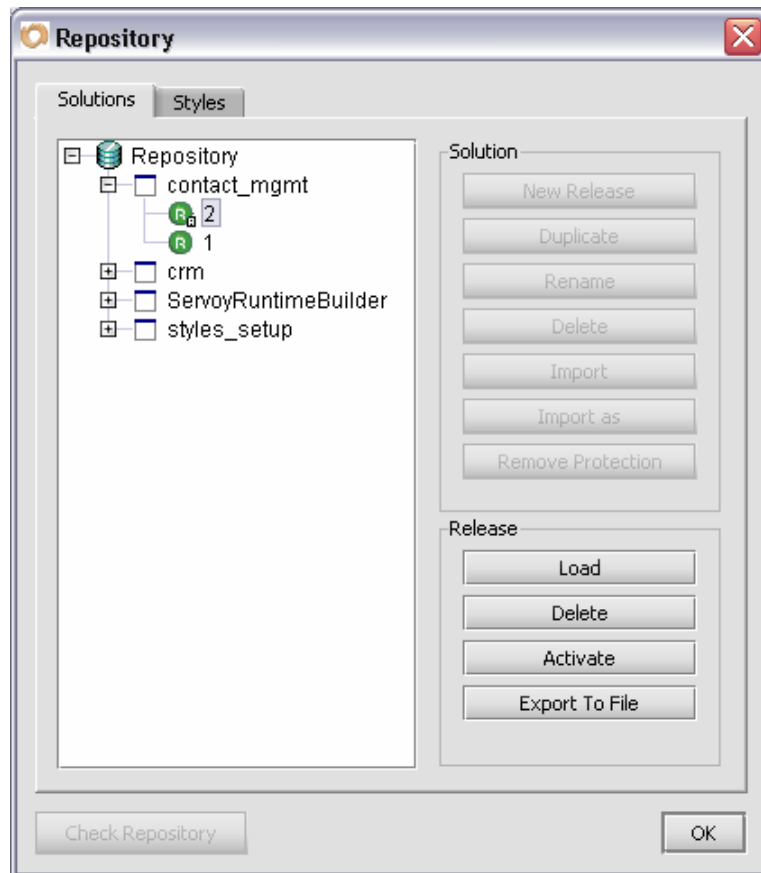 Repository
Solutions
Styles
Repository
contact_mgmt
2
1
crm
ServoyRuntimeBuilder
styles_setup
Solution
New Release
Duplicate
Rename
Delete
Import
Import as
Remove Protection
Release
Load
Delete
Activate
Export To File
Check Repository
OK